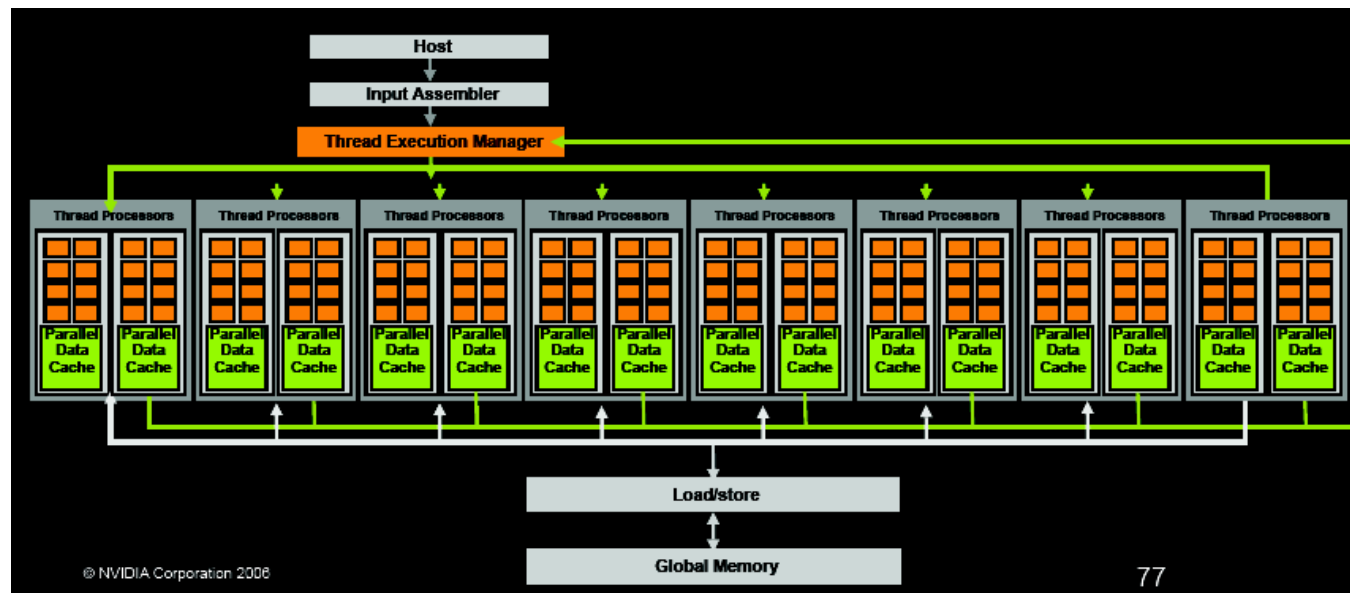 Host
Input Assembler
Thread Execution Manager
Thread Processors
Thread Processors
Thread Processors
Thread Processors
Thread Processors
Thread Processors
Thread Processors
Thread Processors
Parallel
Data
Cache
Parallel
Data
Cache
Parallel
Data
Cache
Parallel
Data
Cache
Parallel
Data
Cache
Parallel
Data
Cache
Parallel
Data
Cache
Parallel
Data
Cache
Parallel
Data
Cache
Parallel
Data
Cache
Parallel
Data
Cache
Parallel
Data
Cache
Parallel
Data
Cache
Parallel
Data
Cache
Parallel
Data
Cache
Parallel
Data
Cache
Load/store
Global Memory
© NVIDIA Corporation 2006
77